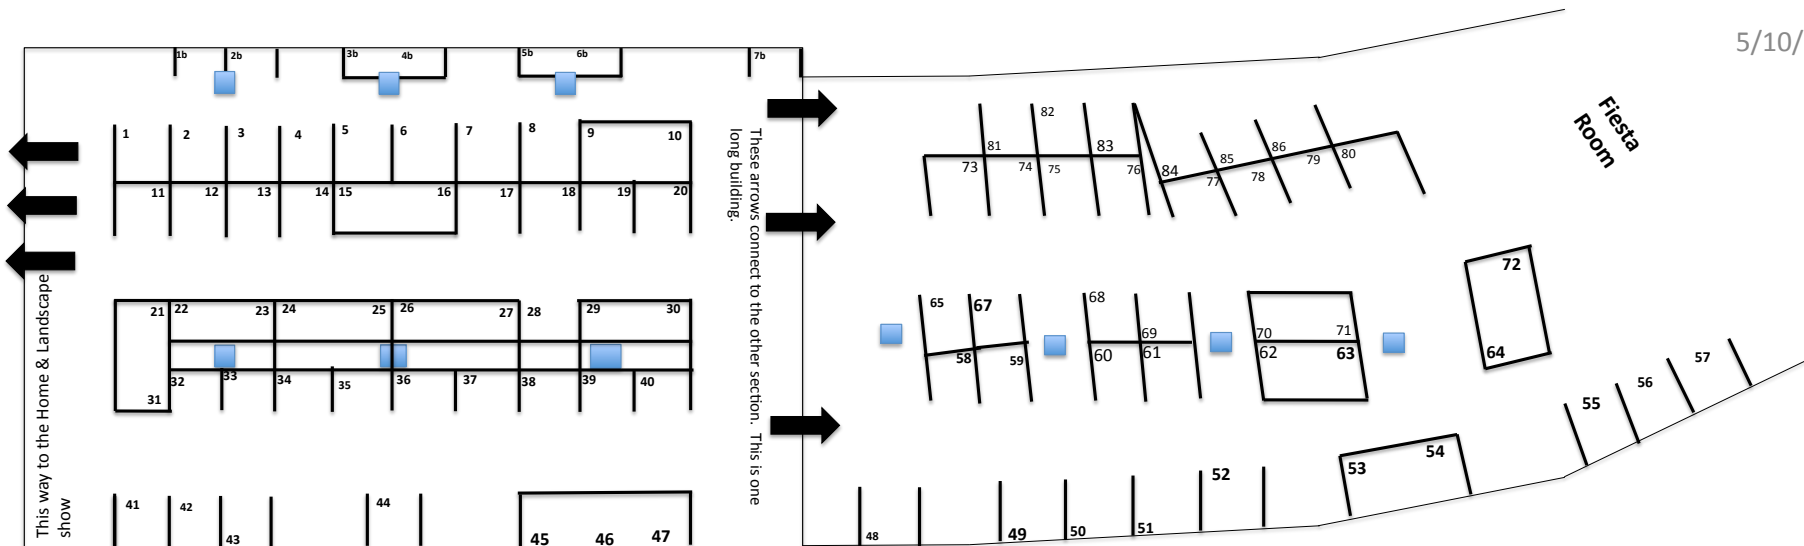 5/10/
1b 2b 3b 4b 5b 6b 7b
1 2 3 4 5 6 7 8 9 10
11 12 13 14 15 16 17 18 19 20
21 22 23 24 25 26 27 28 29 30
31 32 33 34 35 36 37 38 39 40
41 42 43 44 45 46 47
This way to the Home & Landscape
show
These arrows connect to the other section. This is one
long building.
82
81 83 84 85 86
73 74 75 76 77 78 79 80
Fiesta
Room
65 67 68 69 70 71 72
58 59 60 61 62 63 64
48 49 50 51 52 53 54 55 56 57